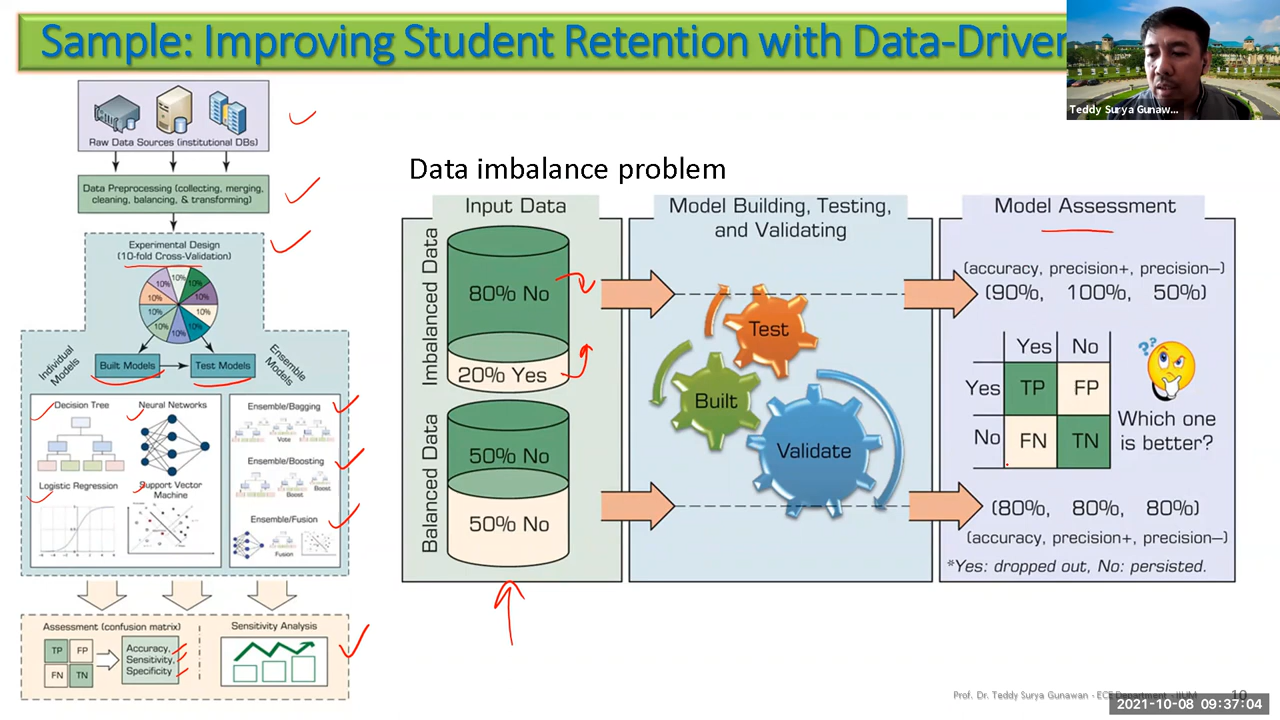 Sample: Improving Student Retention with Data-Driven
Teddy Surya Gunaw...
Raw Data Sources (institutional DBs)
Data Preprocessing (collecting, merging,
cleaning, balancing, & transforming)
Experimental Design
(10-fold Cross-Validation)
10% 10%
10% 10%
10% 10%
10% 10%
10% 10%
Individual
Models
Built Models
Test Models
Ensemble
Models
Decision Tree
Neural Networks
Logistic Regression
Support Vector
Machine
Ensemble/Bagging
Vote
Ensemble/Boosting
Boost Boost
Ensemble/Fusion
Fusion
Assessment (confusion matrix)
TP FP
FN TN
Accuracy,
Sensitivity,
Specificity
Sensitivity Analysis
Data imbalance problem
Input Data
Imbalanced Data
80% No
20% Yes
Balanced Data
50% No
50% No
Model Building, Testing,
and Validating
Test
Built
Validate
Model Assessment
(accuracy, precision+, precision–)
(90%, 100%, 50%)
Yes No
Yes TP FP
No FN TN
??
Which one
is better?
(80%, 80%, 80%)
(accuracy, precision+, precision–)
*Yes: dropped out, No: persisted.
Prof. Dr. Teddy Surya Gunawan - ECE Department - IIUM
10
2021-10-08 09:37:04